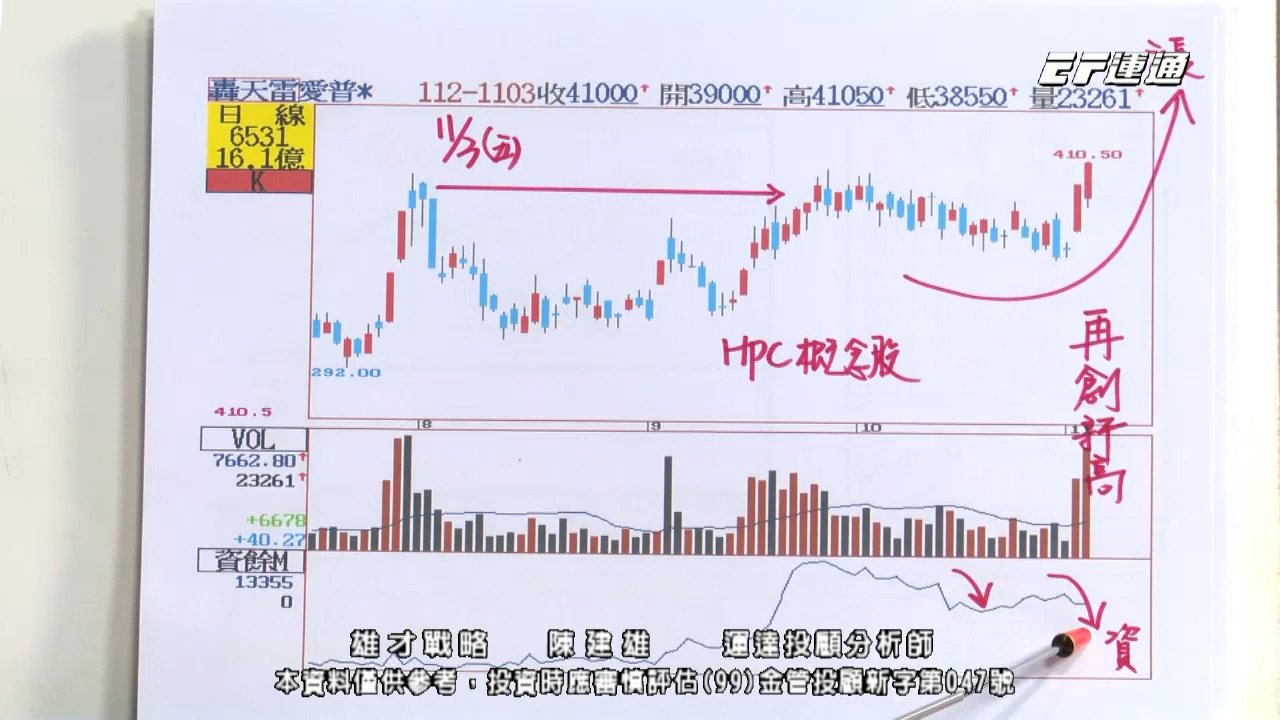 漲
EF運通
轟天雷愛普* 112-1103收41000↑ 開39000↑ 高41050↑ 低38550↑ 量23261↑
日 線
6531
16.1億
K
11/3(五)
410.50
HPC概念股
292.00
再創新高
410.5
8 9 10 11
VOL
7662.80↑
23261↑
+6678
+40.27
資餘M
13355
0
資
雄才戰略 陳建雄 運達投顧分析師
本資料僅供參考，投資時應審慎評估(99)金管投顧新字第047號